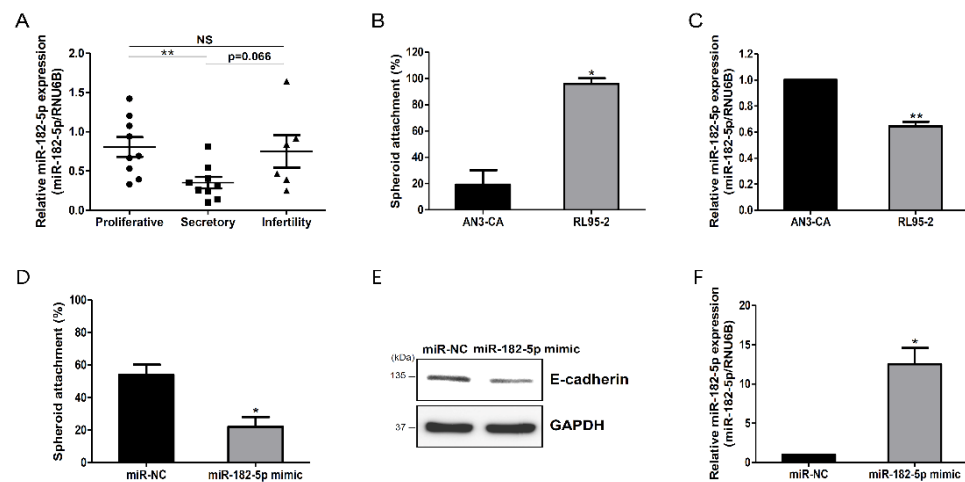 A
NS
**
p=0.066
Relative miR-182-5p expression
(miR-182-5p/RNU6B)
2.0
1.5
1.0
0.5
0.0
Proliferative
Secretory
Infertility
B
Spheroid attachment (%)
120
100
80
60
40
20
0
*
AN3-CA
RL95-2
C
Relative miR-182-5p expression
(miR-182-5p/RNU6B)
1.2
1.0
0.8
0.6
0.4
0.2
0.0
**
AN3-CA
RL95-2
D
Spheroid attachment (%)
100
80
60
40
20
0
*
miR-NC
miR-182-5p mimic
E
miR-NC miR-182-5p mimic
(kDa)
135
E-cadherin
37
GAPDH
F
Relative miR-182-5p expression
(miR-182-5p/RNU6B)
20
15
10
5
0
*
miR-NC
miR-182-5p mimic